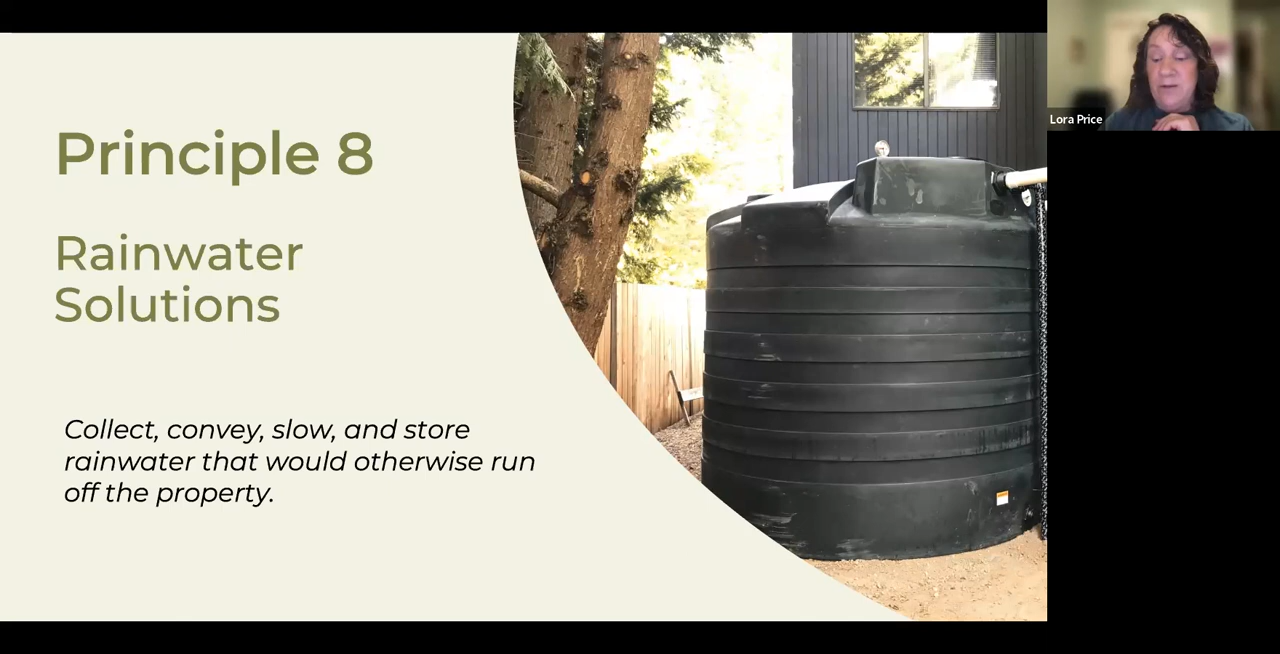 Principle 8
Rainwater
Solutions
Collect, convey, slow, and store
rainwater that would otherwise run
off the property.
Lora Price